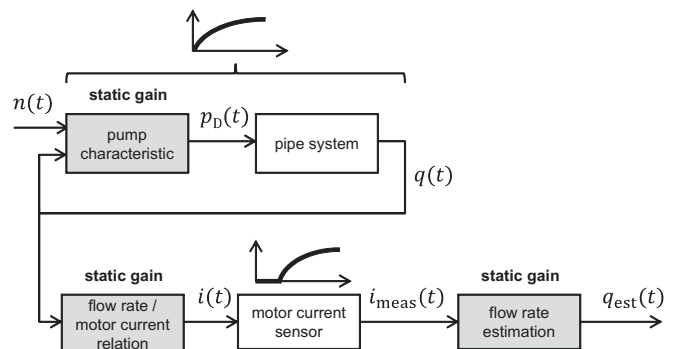 static gain
n(t)
pump
characteristic
p_D(t)
pipe system
q(t)
static gain
flow rate /
motor current
relation
i(t)
motor current
sensor
i_meas(t)
static gain
flow rate
estimation
q_est(t)